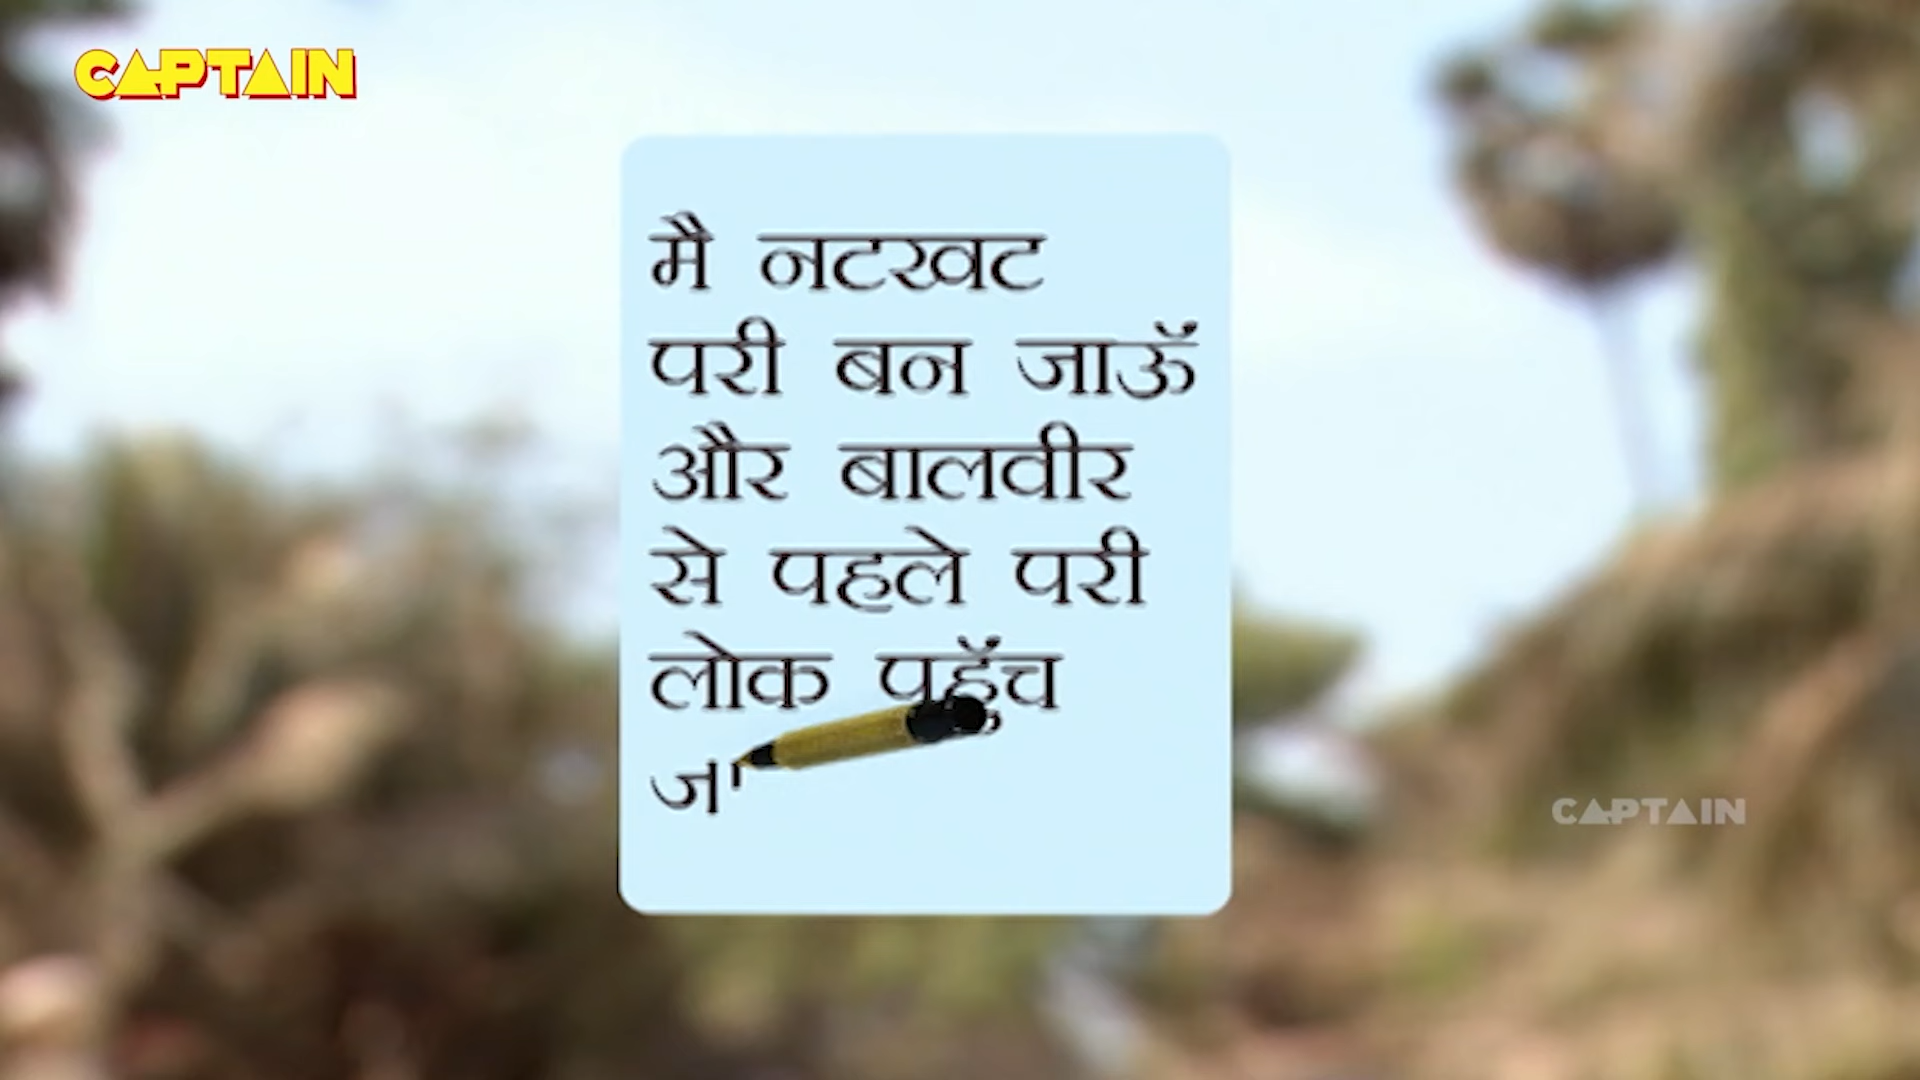 CAPTAIN
मै नटखट
परी बन जाऊँ
और बालवीर
से पहले परी
लोक पहुँच
जा
CAPTAIN